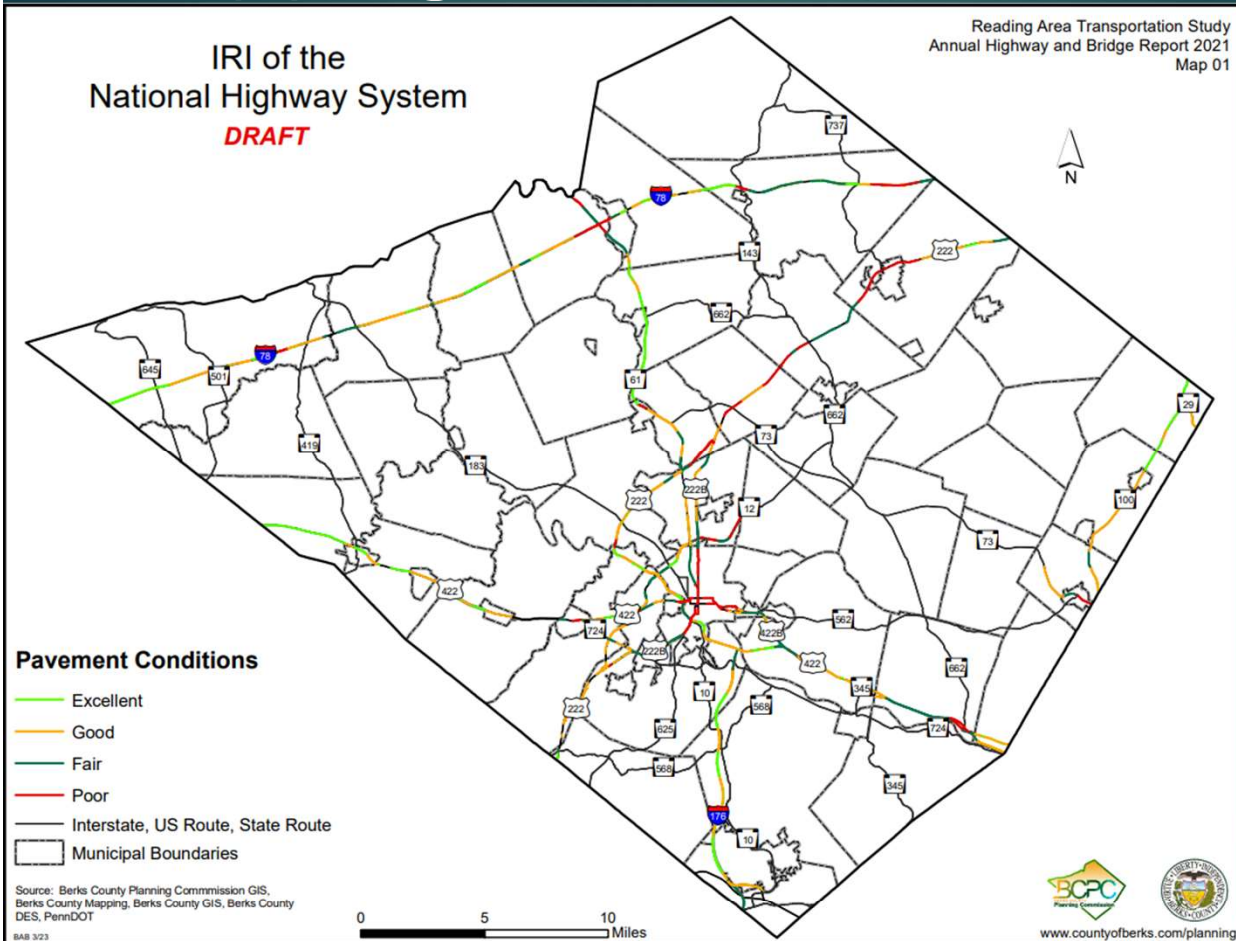 IRI of the
National Highway System
DRAFT
Reading Area Transportation Study
Annual Highway and Bridge Report 2021
Map 01
N
737
78
222
143
662
78
645
501
61
29
662
419
73
183
222
222B
12
100
73
422
422
724
562
422B
222B
422
662
10
345
222
568
625
724
568
345
176
10
Pavement Conditions
Excellent
Good
Fair
Poor
Interstate, US Route, State Route
Municipal Boundaries
Source: Berks County Planning Commmission GIS,
Berks County Mapping, Berks County GIS, Berks County
DES, PennDOT
BAB 3/23
0 5 10
Miles
BCPC
Planning Commission
www.countyofberks.com/planning